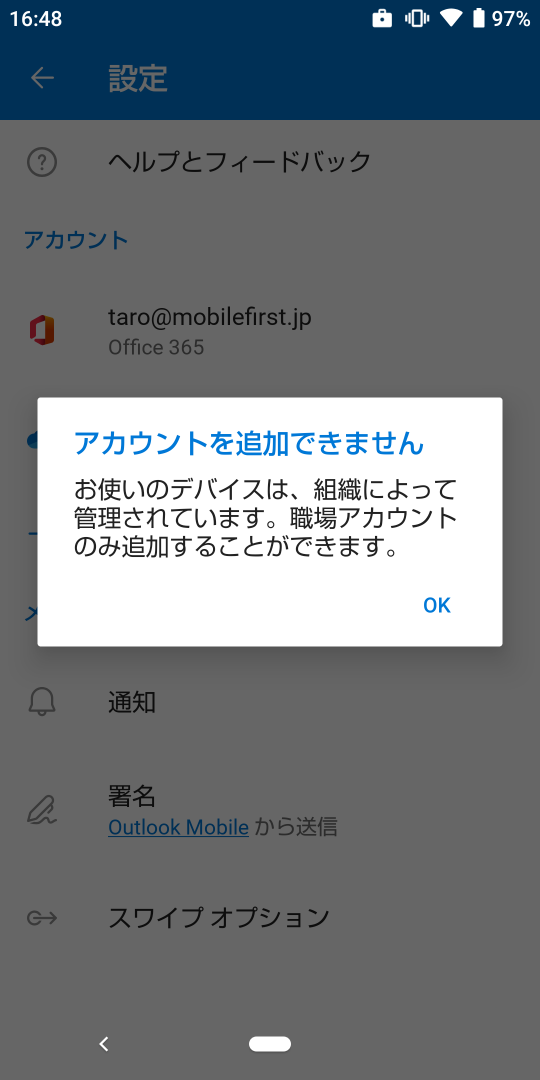 16:48
97%
設定
ヘルプとフィードバック
アカウント
taro@mobilefirst.jp
Office 365
アカウントを追加できません
お使いのデバイスは、組織によって
管理されています。職場アカウント
のみ追加することができます。
OK
通知
署名
Outlook Mobile から送信
スワイプ オプション